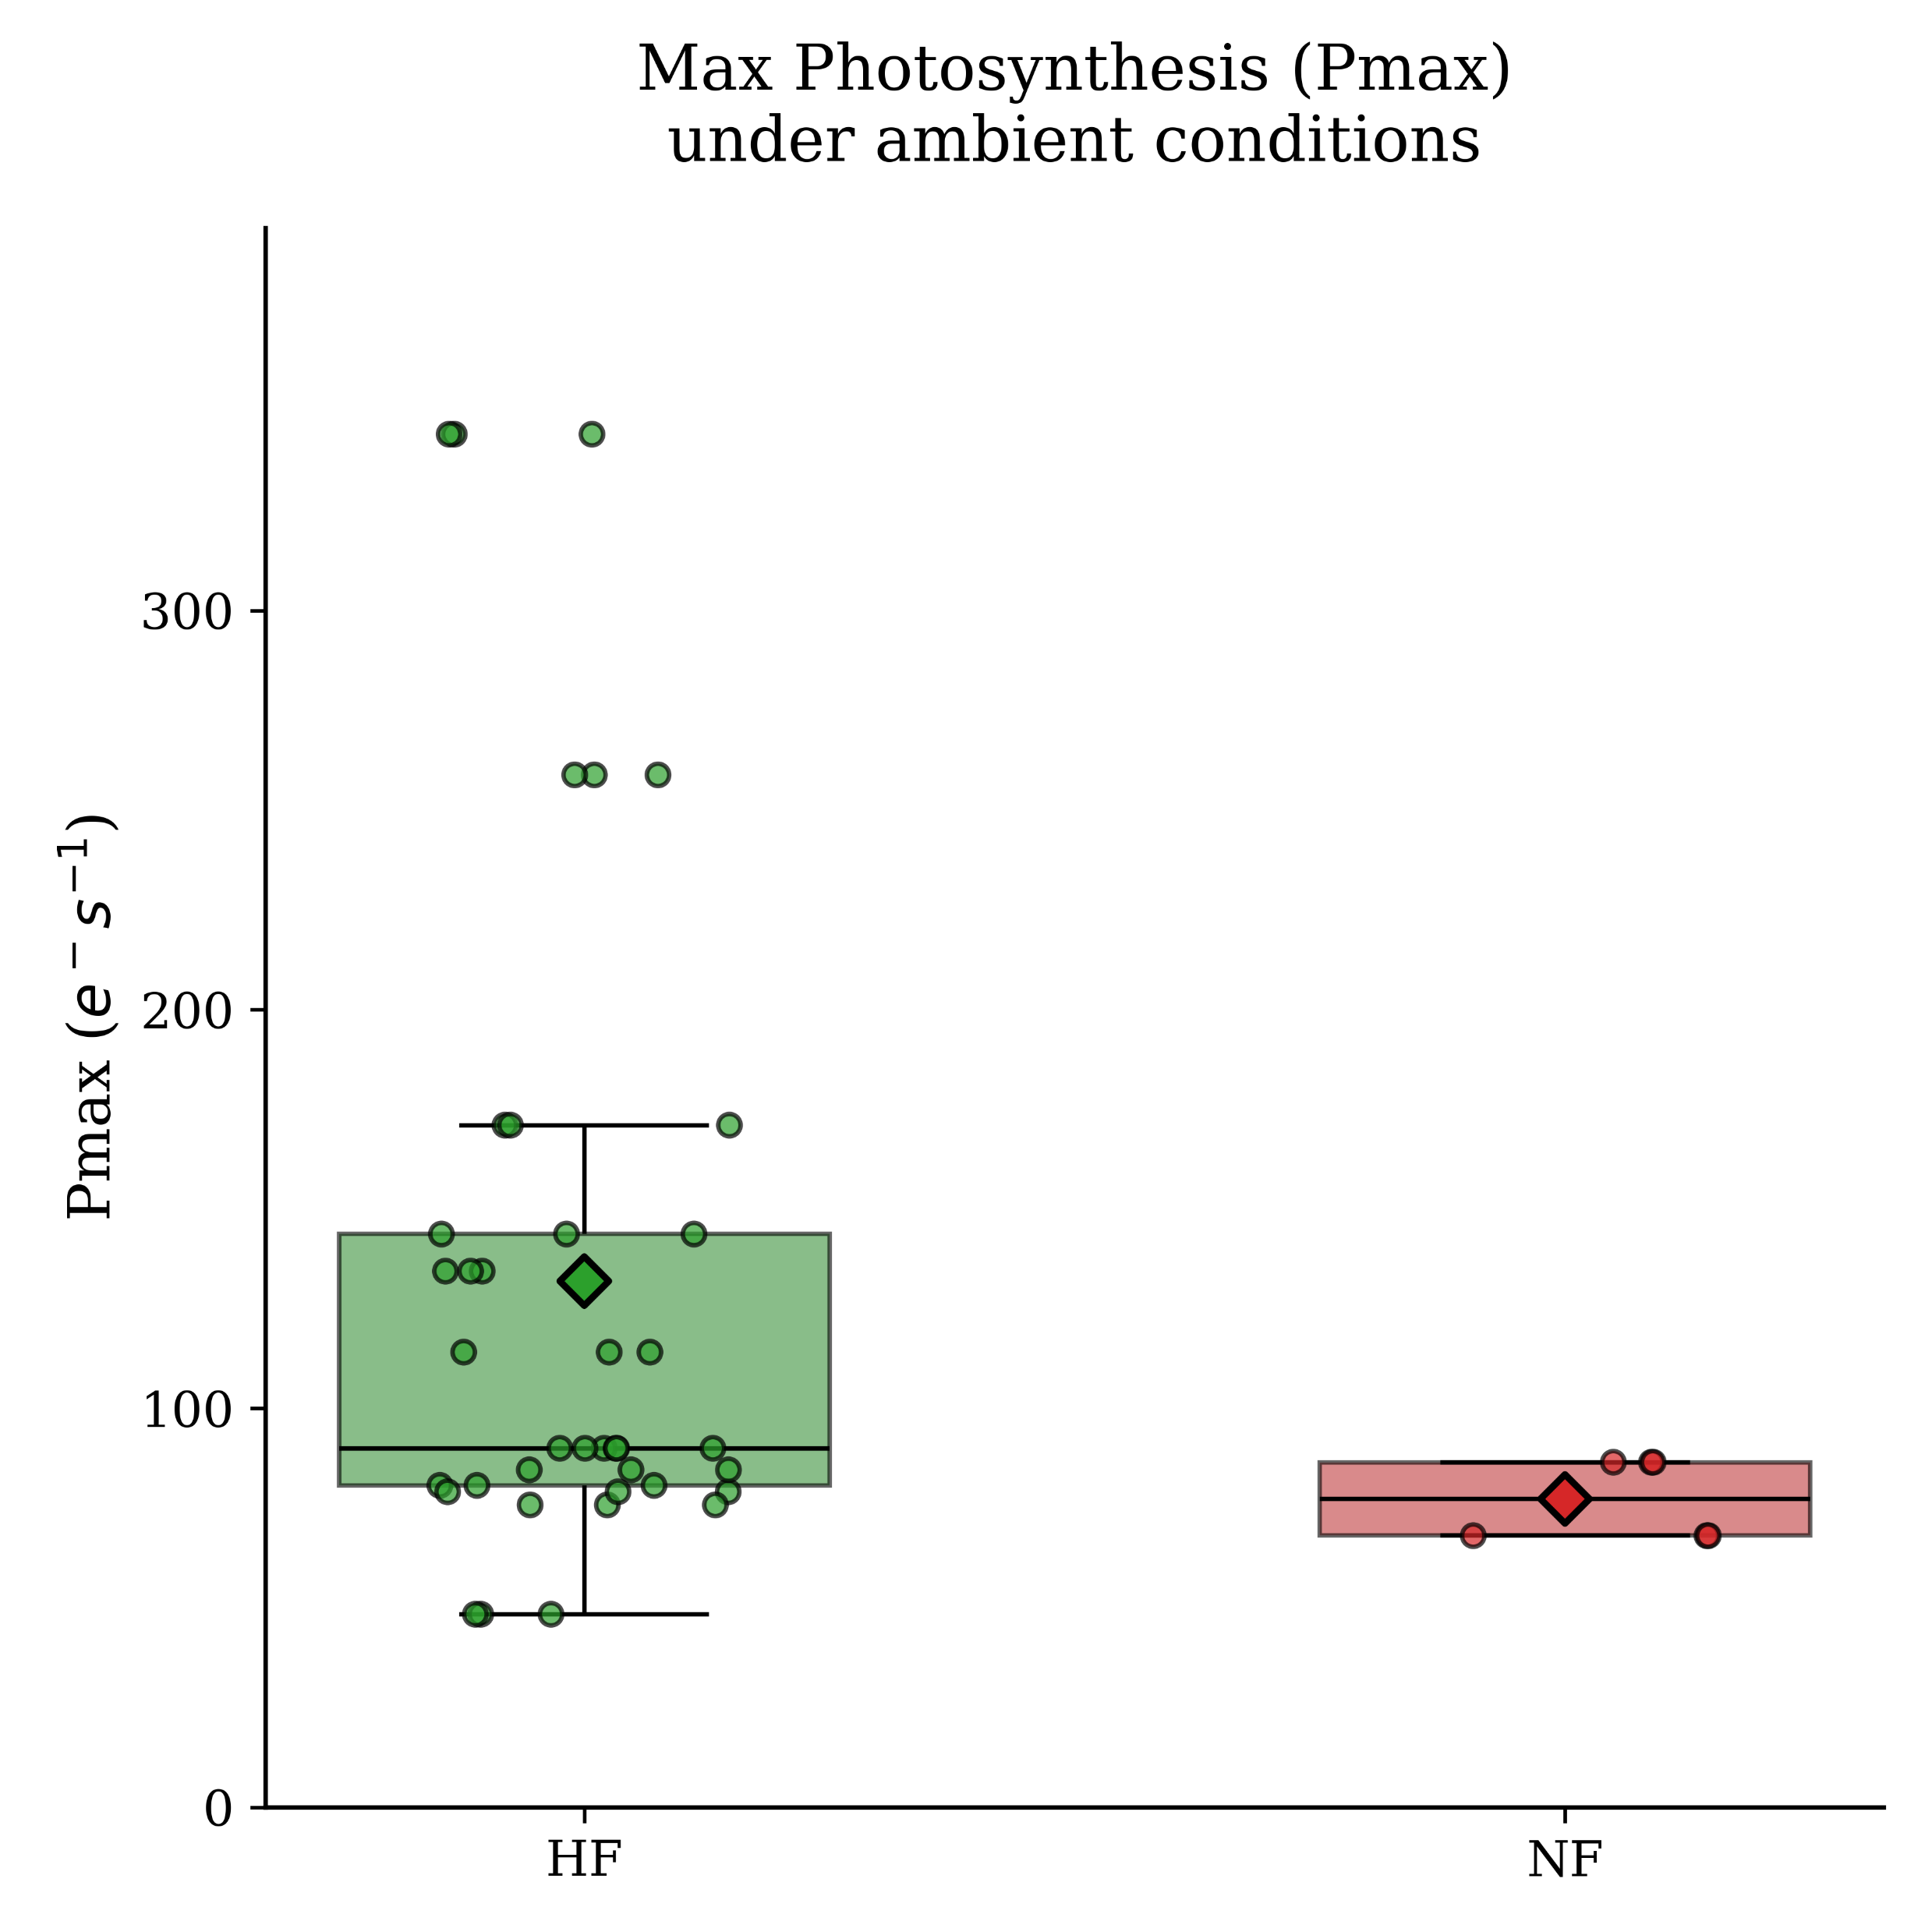 Max Photosynthesis (Pmax)
under ambient conditions
Pmax (e⁻ s⁻¹)
300
200
100
0
HF
NF